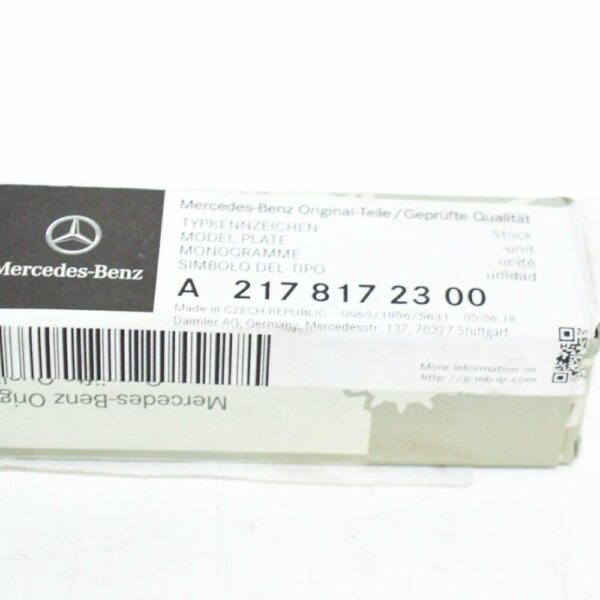 Mercedes-Benz
Mercedes-Benz Original-Teile/Geprüfte Qualität
TYPKENNZEICHEN Stück
MODEL PLATE unit
MONOGRAMME unité
SIMBOLO DEL TIPO unidad
A 217 817 23 00
Made in CZECH REPUBLIC 0060/1806/5631 05.06.18
Daimler AG, Germany, Mercedesstr. 137, 70327 Stuttgart
More information on
http://p.mb-qr.com/
Mercedes-Benz Orig